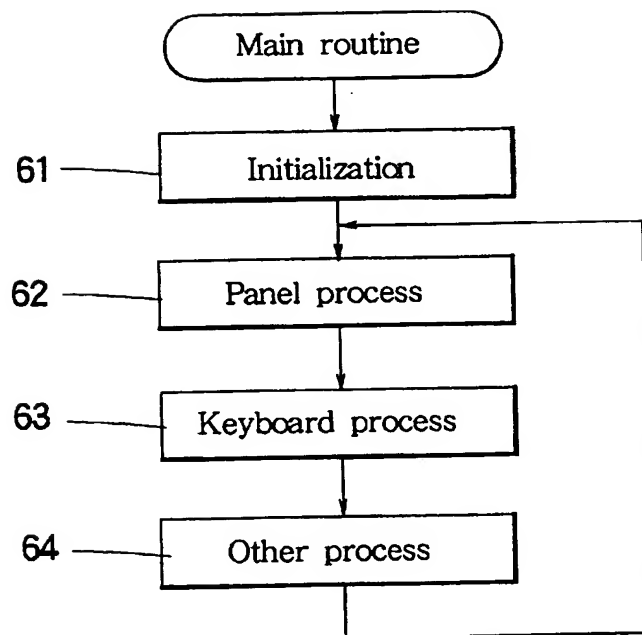 Main routine
61 Initialization
62 Panel process
63 Keyboard process
64 Other process